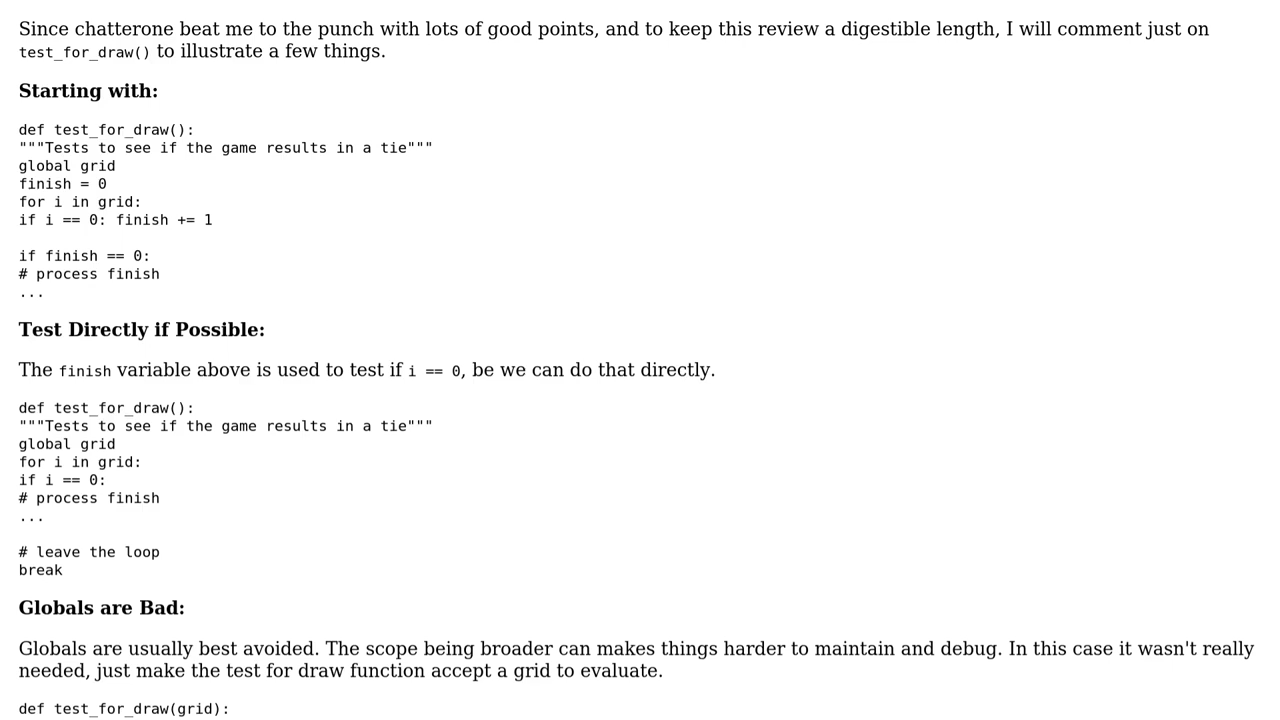 Since chatterone beat me to the punch with lots of good points, and to keep this review a digestible length, I will comment just on
test_for_draw() to illustrate a few things.
Starting with:
def test_for_draw():
"""Tests to see if the game results in a tie"""
global grid
finish = 0
for i in grid:
if i == 0: finish += 1
if finish == 0:
# process finish
...
Test Directly if Possible:
The finish variable above is used to test if i == 0, be we can do that directly.
def test_for_draw():
"""Tests to see if the game results in a tie"""
global grid
for i in grid:
if i == 0:
# process finish
...
# leave the loop
break
Globals are Bad:
Globals are usually best avoided. The scope being broader can makes things harder to maintain and debug. In this case it wasn't really
needed, just make the test for draw function accept a grid to evaluate.
def test_for_draw(grid):